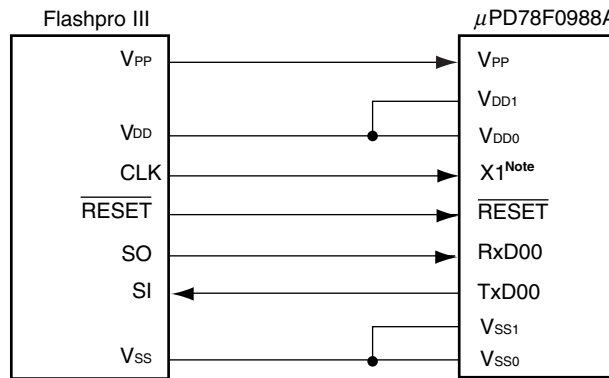 Flashpro III μPD78F0988A
VPP VPP
VDD1
VDD VDD0
CLK X1Note
RESET RESET
SO RxD00
SI TxD00
VSS1
VSS VSS0